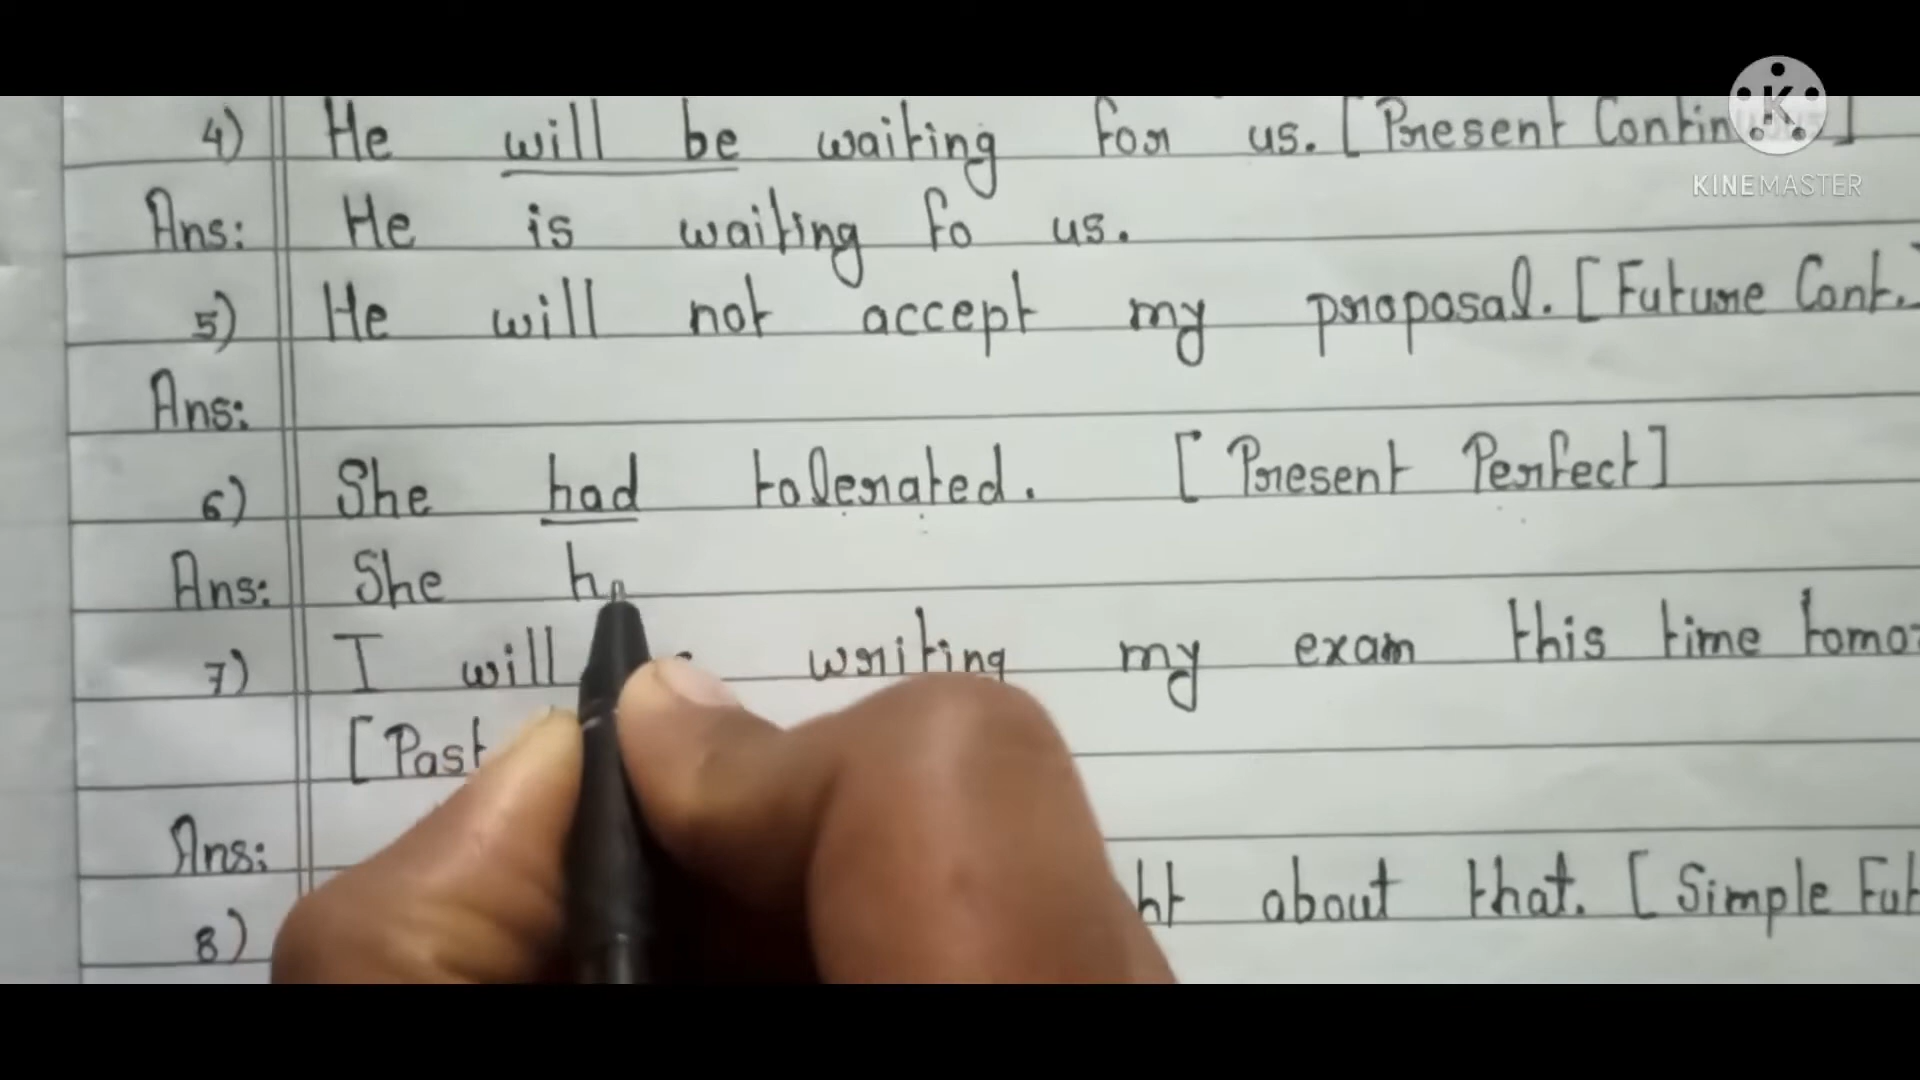 4) He will be waiting for us. [Present
KINEMASTER
Ans: He is waiting fo us.
5) He will not accept my proposal. [Future Cont.]
Ans:
6) She had tolerated. [Present Perfect]
Ans: She
7) I will writing my exam this time
[Past
Ans:
8) about that. [Simple